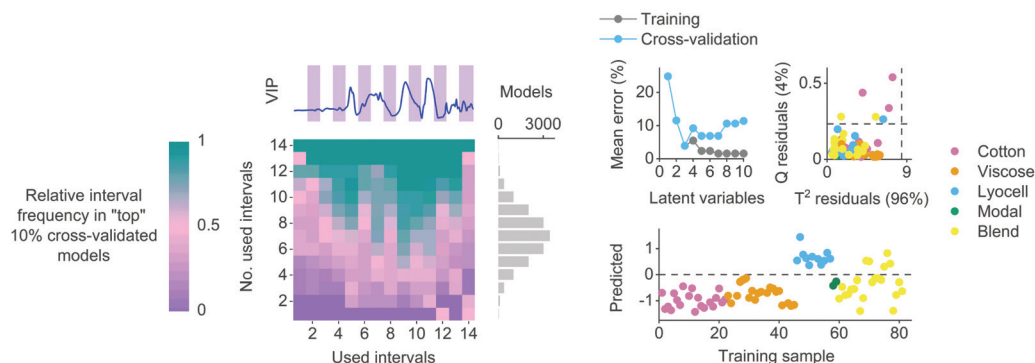 Training
Cross-validation
VIP
Models
0
3000
1
0.5
0
Relative interval
frequency in "top"
10% cross-validated
models
No. used intervals
14
12
10
8
6
4
2
2 4 6 8 10 12 14
Used intervals
Mean error (%)
20
10
0
0 2 4 6 8 10
Latent variables
Q residuals (4%)
0.5
0
0 9
T² residuals (96%)
Cotton
Viscose
Lyocell
Modal
Blend
Predicted
1
0
-1
0 20 40 60 80
Training sample